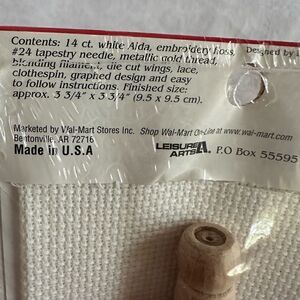 Contents: 14 ct. white Aida, embroidery floss,
#24 tapestry needle, metallic gold thread,
blending filament, die cut wings, lace,
clothespin, graphed design and easy
to follow instructions. Finished size:
approx. 3 3/4" x 3 3/4" (9.5 x 9.5 cm).
Designed by
Marketed by Wal-Mart Stores Inc. Shop Wal-Mart On-Line at www.wal-mart.com
Bentonville, AR 72716
Made in U.S.A
LEISURE ARTS
P.O Box 55595